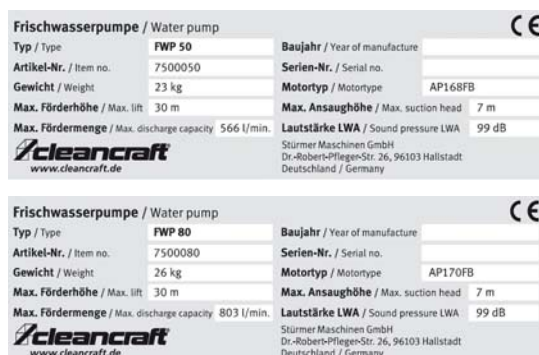 Frischwasserpumpe / Water pump CE
Typ / Type FWP 50 Baujahr / Year of manufacture
Artikel-Nr. / Item no. 7500050 Serien-Nr. / Serial no.
Gewicht / Weight 23 kg Motortyp / Motortype AP168FB
Max. Förderhöhe / Max. lift 30 m Max. Ansaughöhe / Max. suction head 7 m
Max. Fördermenge / Max. discharge capacity 566 l/min. Lautstärke LWA / Sound pressure LWA 99 dB
cleancraft
www.cleancraft.de
Stürmer Maschinen GmbH
Dr.-Robert-Pfleger-Str. 26, 96103 Hallstadt
Deutschland / Germany
Frischwasserpumpe / Water pump CE
Typ / Type FWP 80 Baujahr / Year of manufacture
Artikel-Nr. / Item no. 7500080 Serien-Nr. / Serial no.
Gewicht / Weight 26 kg Motortyp / Motortype AP170FB
Max. Förderhöhe / Max. lift 30 m Max. Ansaughöhe / Max. suction head 7 m
Max. Fördermenge / Max. discharge capacity 803 l/min. Lautstärke LWA / Sound pressure LWA 99 dB
cleancraft
www.cleancraft.de
Stürmer Maschinen GmbH
Dr.-Robert-Pfleger-Str. 26, 96103 Hallstadt
Deutschland / Germany